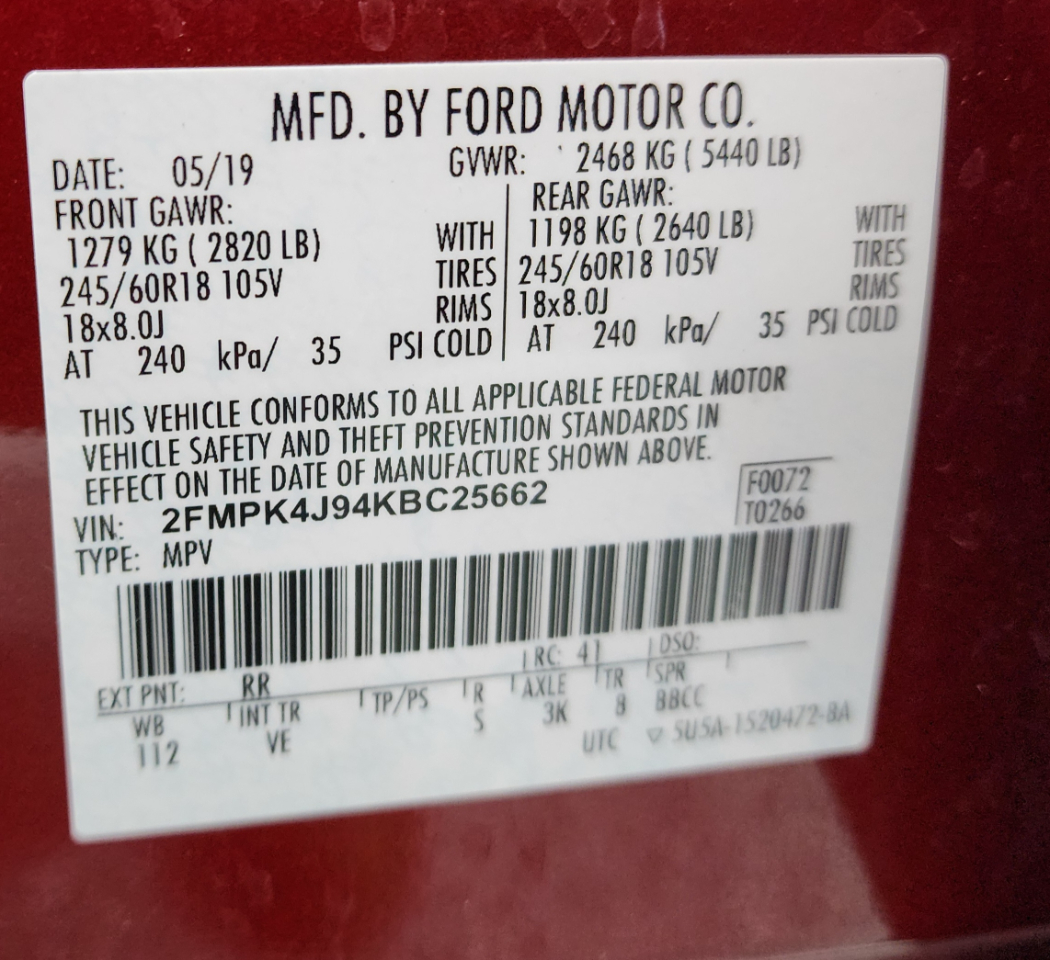 MFD. BY FORD MOTOR CO.
DATE: 05/19 GVWR: 2468 KG ( 5440 LB)
FRONT GAWR: REAR GAWR:
1279 KG ( 2820 LB) WITH 1198 KG ( 2640 LB) WITH
245/60R18 105V TIRES 245/60R18 105V TIRES
18x8.0J RIMS 18x8.0J RIMS
AT 240 kPa/ 35 PSI COLD AT 240 kPa/ 35 PSI COLD
THIS VEHICLE CONFORMS TO ALL APPLICABLE FEDERAL MOTOR
VEHICLE SAFETY AND THEFT PREVENTION STANDARDS IN
EFFECT ON THE DATE OF MANUFACTURE SHOWN ABOVE.
VIN: 2FMPK4J94KBC25662 F0072
TYPE: MPV T0266
EXT PNT: RR RC: 41 DSO:
WB INT TR TP/PS R AXLE TR SPR
112 VE S 3K 8 BBCC
UTC ▽ 5U5A-1520472-BA